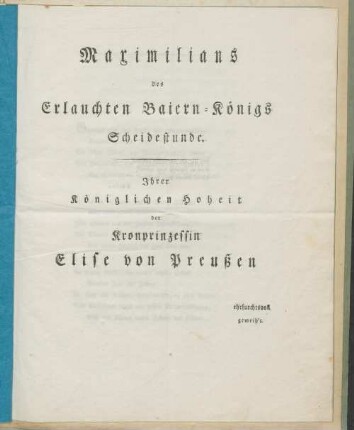 Maximilians
des
Erlauchten Baiern-Königs
Scheidestunde.
Ihrer
Königlichen Hoheit
der
Kronprinzessin
Elise von Preußen
ehrfurchtsvoll
geweiht.